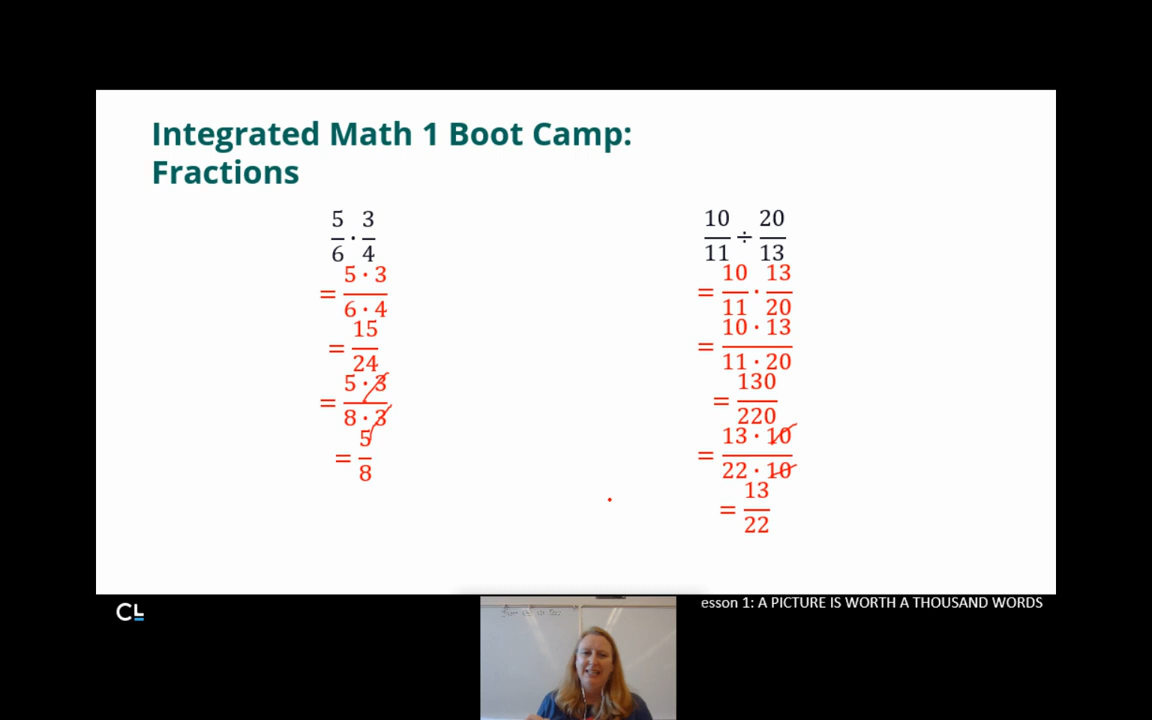 Integrated Math 1 Boot Camp:
Fractions
5/6 · 3/4
= 5 · 3 / 6 · 4
= 15/24
= 5 · 3 / 8 · 3
= 5/8
10/11 ÷ 20/13
= 10/11 · 13/20
= 10 · 13 / 11 · 20
= 130/220
= 13 · 10 / 22 · 10
= 13/22
CL
esson 1: A PICTURE IS WORTH A THOUSAND WORDS